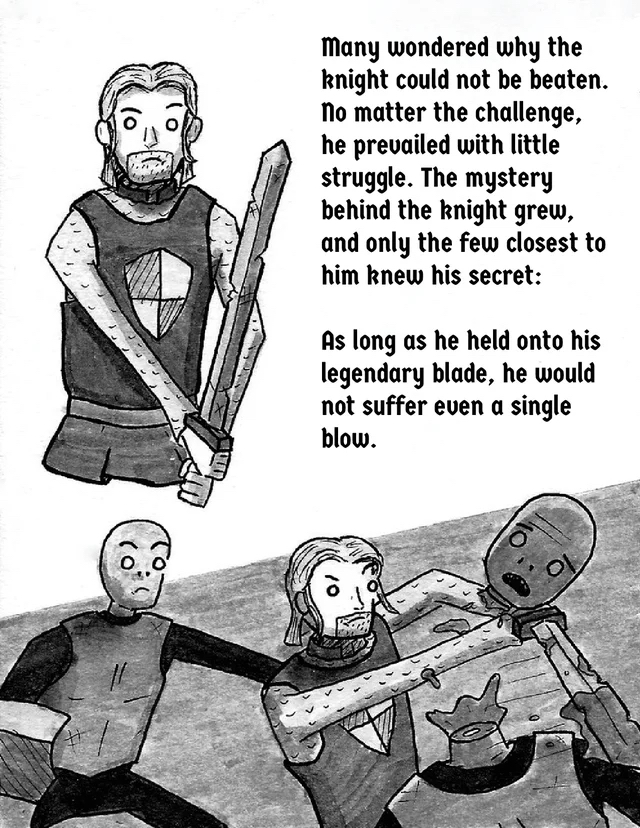 Many wondered why the
knight could not be beaten.
No matter the challenge,
he prevailed with little
struggle. The mystery
behind the knight grew,
and only the few closest to
him knew his secret:
As long as he held onto his
legendary blade, he would
not suffer even a single
blow.